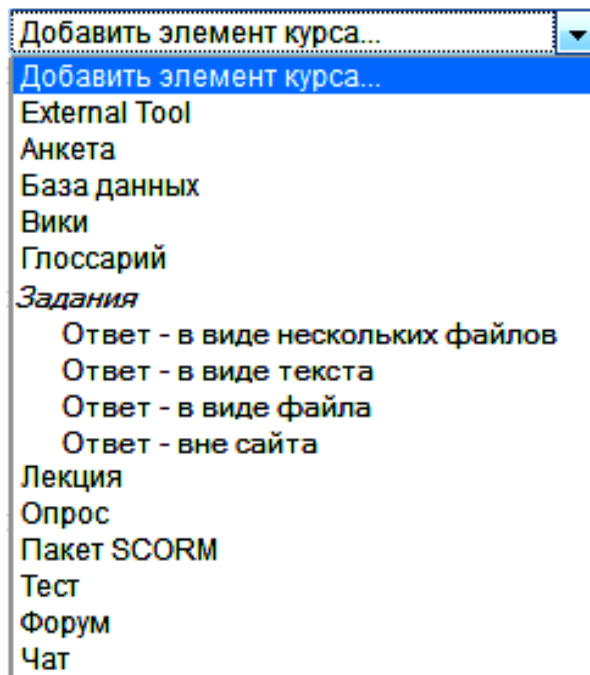 Добавить элемент курса...
Добавить элемент курса...
External Tool
Анкета
База данных
Вики
Глоссарий
Задания
Ответ - в виде нескольких файлов
Ответ - в виде текста
Ответ - в виде файла
Ответ - вне сайта
Лекция
Опрос
Пакет SCORM
Тест
Форум
Чат